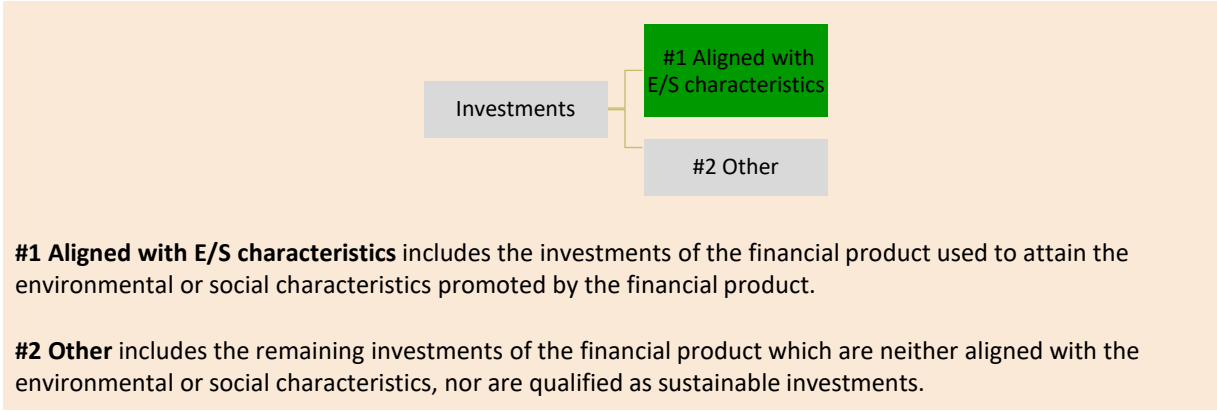 #1 Aligned with
E/S characteristics
Investments
#2 Other
#1 Aligned with E/S characteristics includes the investments of the financial product used to attain the
environmental or social characteristics promoted by the financial product.
#2 Other includes the remaining investments of the financial product which are neither aligned with the
environmental or social characteristics, nor are qualified as sustainable investments.